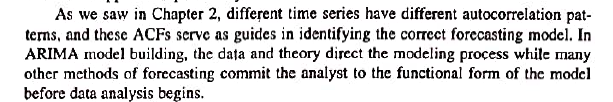 As we saw in Chapter 2, different time series have different autocorrelation pat-
terns, and these ACFs serve as guides in identifying the correct forecasting model. In
ARIMA model building, the data and theory direct the modeling process while many
other methods of forecasting commit the analyst to the functional form of the model
before data analysis begins.